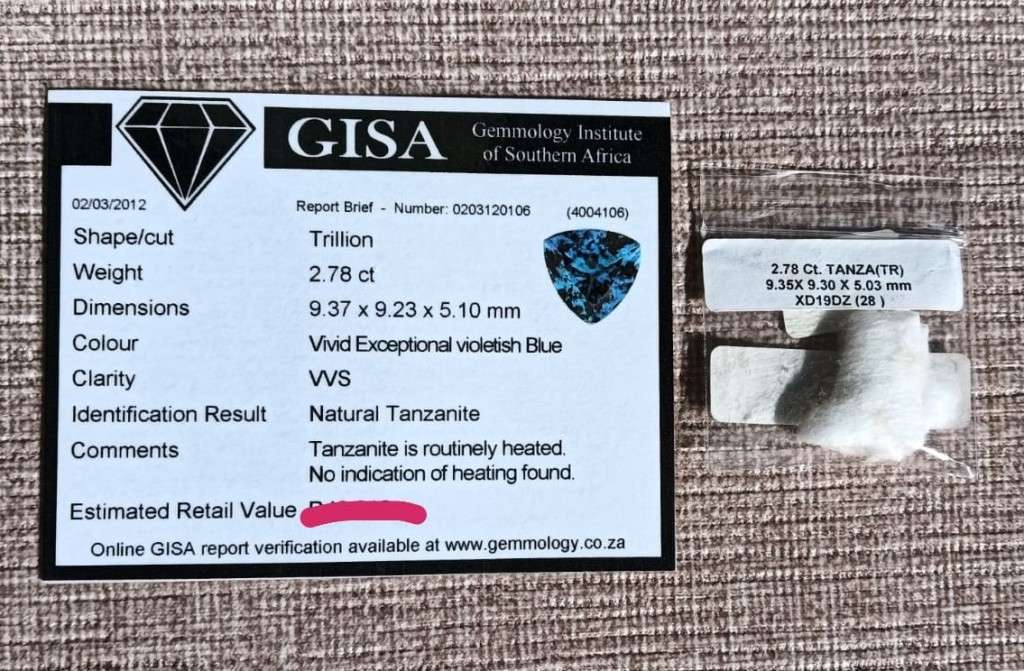 GISA
Gemmology Institute
of Southern Africa
02/03/2012
Report Brief - Number: 0203120106 (4004106)
Shape/cut Trillion
Weight 2.78 ct
Dimensions 9.37 x 9.23 x 5.10 mm
Colour Vivid Exceptional violetish Blue
Clarity VVS
Identification Result Natural Tanzanite
Comments Tanzanite is routinely heated.
No indication of heating found.
Estimated Retail Value
Online GISA report verification available at www.gemmology.co.za
2.78 Ct. TANZA(TR)
9.35X 9.30 X 5.03 mm
XD19DZ (28 )